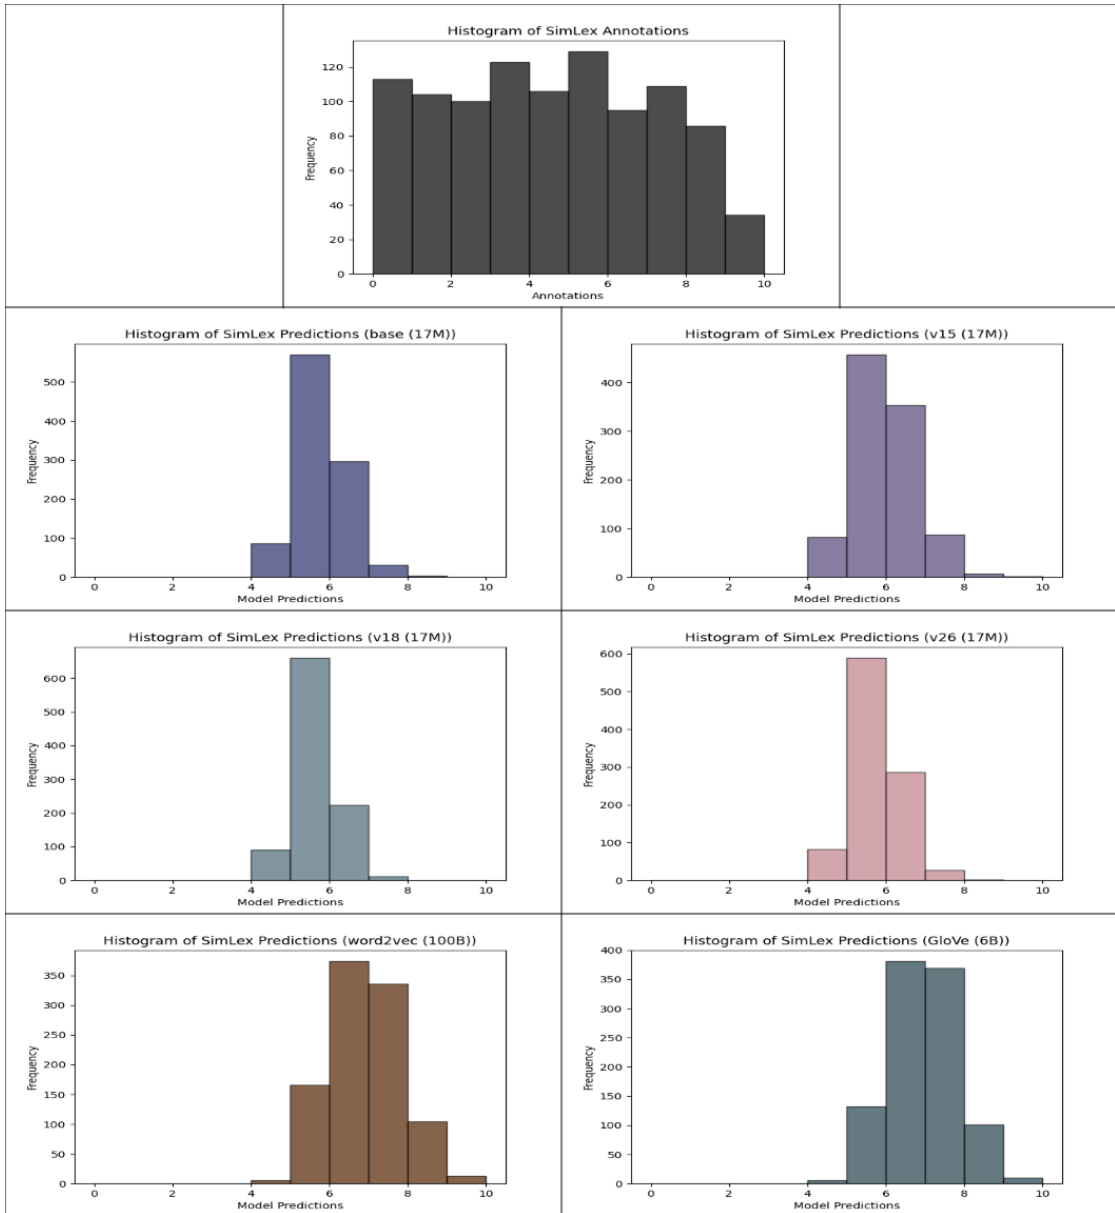 Histogram of SimLex Annotations
120
100
80
60
40
20
0
Frequency
0 2 4 6 8 10
Annotations
Histogram of SimLex Predictions (base (17M))
500
400
300
200
100
0
Frequency
0 2 4 6 8 10
Model Predictions
Histogram of SimLex Predictions (v15 (17M))
400
300
200
100
0
Frequency
0 2 4 6 8 10
Model Predictions
Histogram of SimLex Predictions (v18 (17M))
600
500
400
300
200
100
0
Frequency
0 2 4 6 8 10
Model Predictions
Histogram of SimLex Predictions (v26 (17M))
600
500
400
300
200
100
0
Frequency
0 2 4 6 8 10
Model Predictions
Histogram of SimLex Predictions (word2vec (100B))
350
300
250
200
150
100
50
0
Frequency
0 2 4 6 8 10
Model Predictions
Histogram of SimLex Predictions (GloVe (6B))
400
350
300
250
200
150
100
50
0
Frequency
0 2 4 6 8 10
Model Predictions